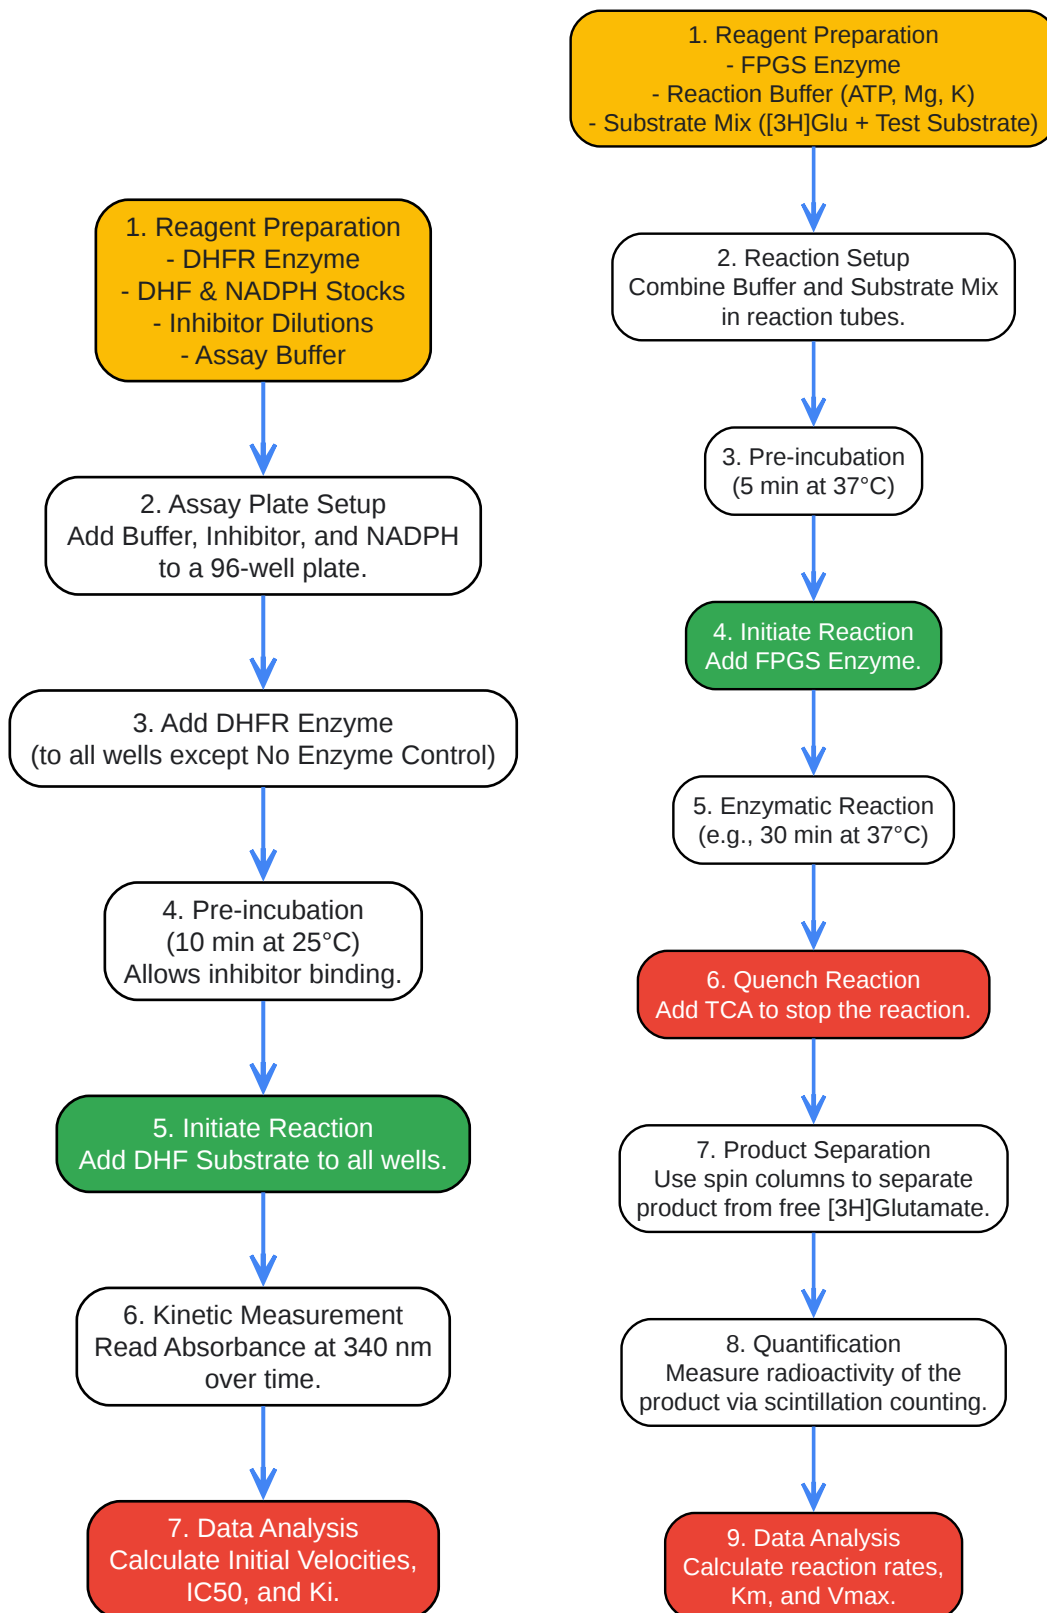 1. Reagent Preparation
- DHFR Enzyme
- DHF & NADPH Stocks
- Inhibitor Dilutions
- Assay Buffer
2. Assay Plate Setup
Add Buffer, Inhibitor, and NADPH
to a 96-well plate.
3. Add DHFR Enzyme
(to all wells except No Enzyme Control)
4. Pre-incubation
(10 min at 25°C)
Allows inhibitor binding.
5. Initiate Reaction
Add DHF Substrate to all wells.
6. Kinetic Measurement
Read Absorbance at 340 nm
over time.
7. Data Analysis
Calculate Initial Velocities,
IC50, and Ki.
1. Reagent Preparation
- FPGS Enzyme
- Reaction Buffer (ATP, Mg, K)
- Substrate Mix ([3H]Glu + Test Substrate)
2. Reaction Setup
Combine Buffer and Substrate Mix
in reaction tubes.
3. Pre-incubation
(5 min at 37°C)
4. Initiate Reaction
Add FPGS Enzyme.
5. Enzymatic Reaction
(e.g., 30 min at 37°C)
6. Quench Reaction
Add TCA to stop the reaction.
7. Product Separation
Use spin columns to separate
product from free [3H]Glutamate.
8. Quantification
Measure radioactivity of the
product via scintillation counting.
9. Data Analysis
Calculate reaction rates,
Km, and Vmax.